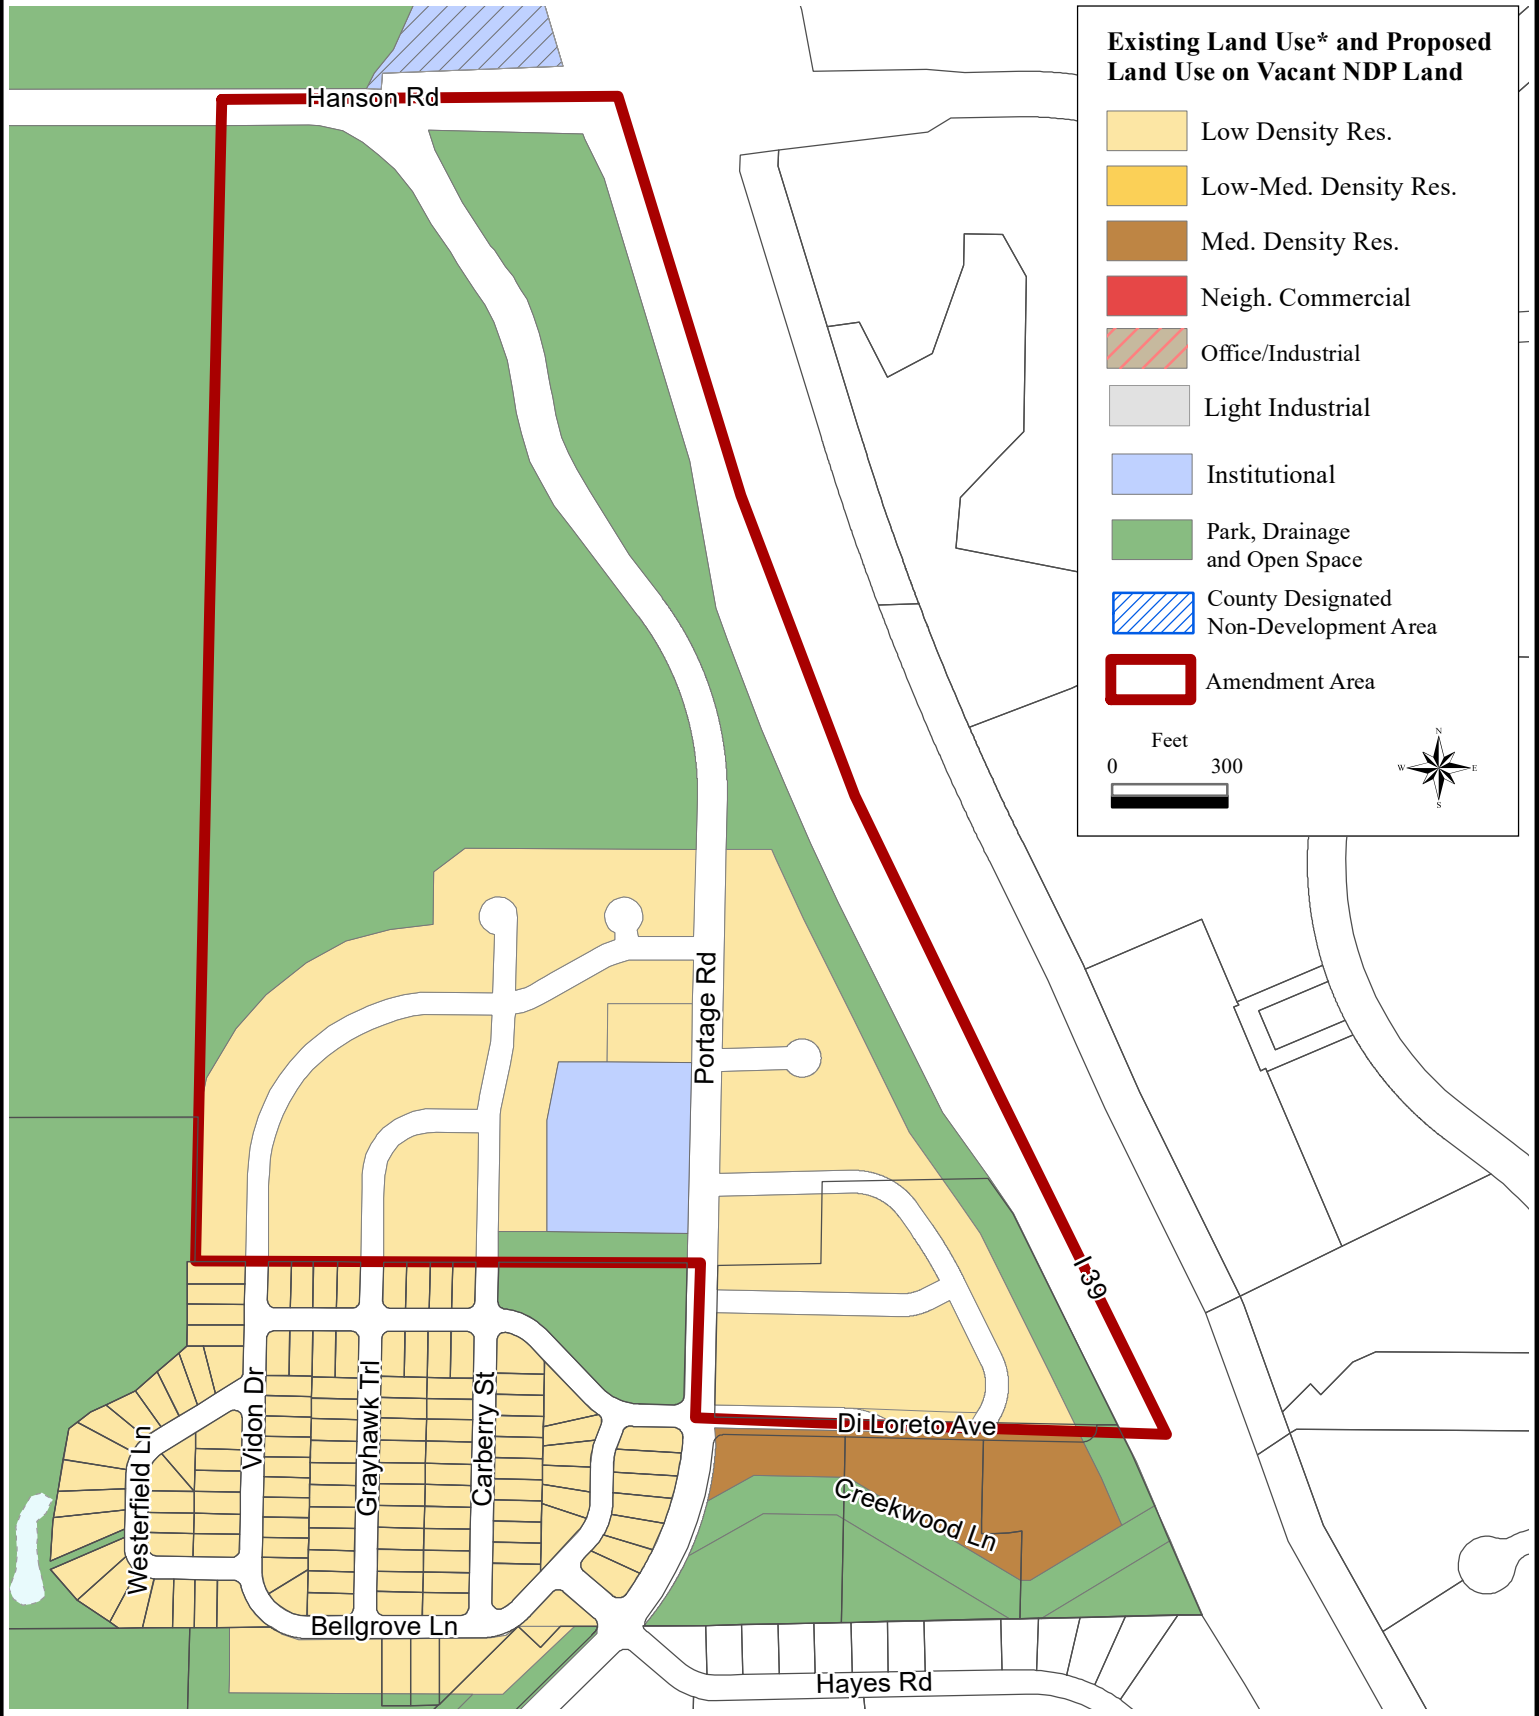 Existing Land Use* and Proposed
Land Use on Vacant NDP Land
Low Density Res.
Low-Med. Density Res.
Med. Density Res.
Neigh. Commercial
Office/Industrial
Light Industrial
Institutional
Park, Drainage
and Open Space
County Designated
Non-Development Area
Amendment Area
Feet
0 300
N
W E
S
Hanson Rd
Portage Rd
I-39
Di Loreto Ave
Creekwood Ln
Vidon Dr
Grayhawk Trl
Carberry St
Westerfield Ln
Bellgrove Ln
Hayes Rd